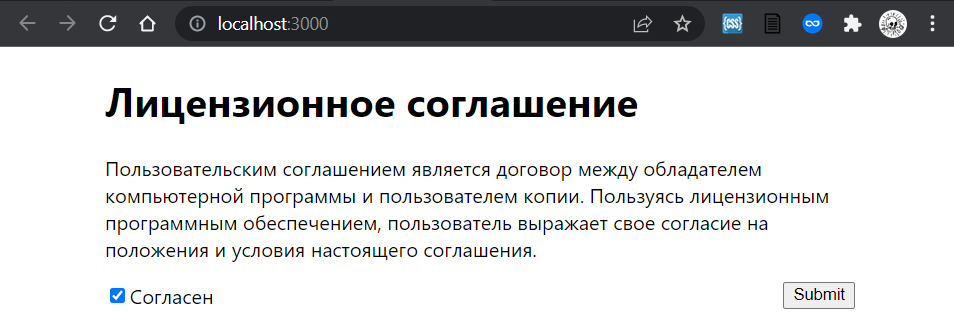 localhost:3000
{css}
Лицензионное соглашение
Пользовательским соглашением является договор между обладателем
компьютерной программы и пользователем копии. Пользуясь лицензионным
программным обеспечением, пользователь выражает свое согласие на
положения и условия настоящего соглашения.
Согласен Submit